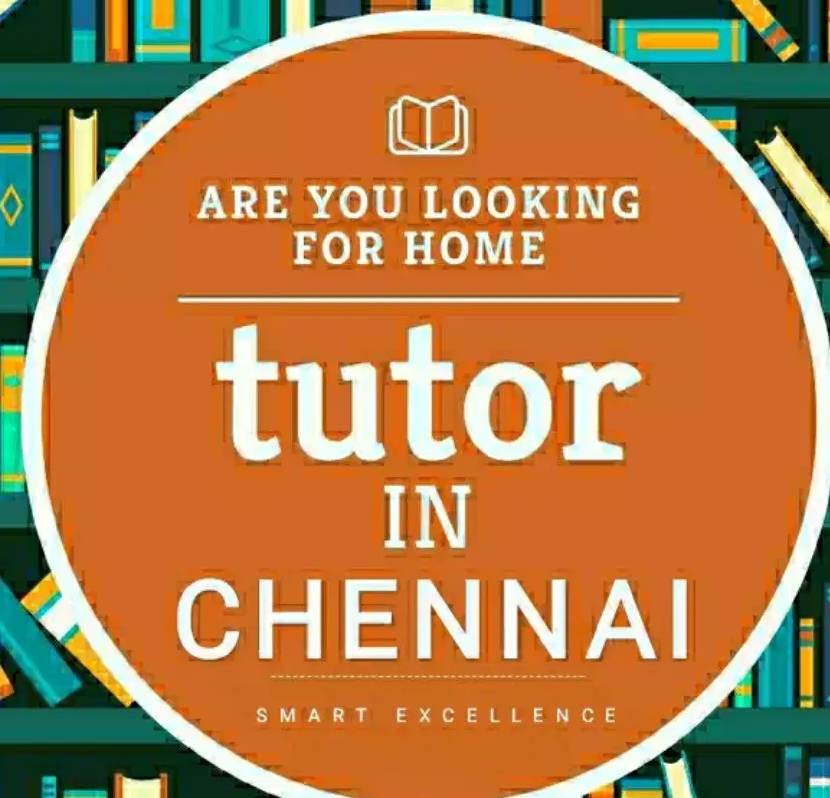 ARE YOU LOOKING
FOR HOME
tutor
IN
CHENNAI
SMART EXCELLENCE